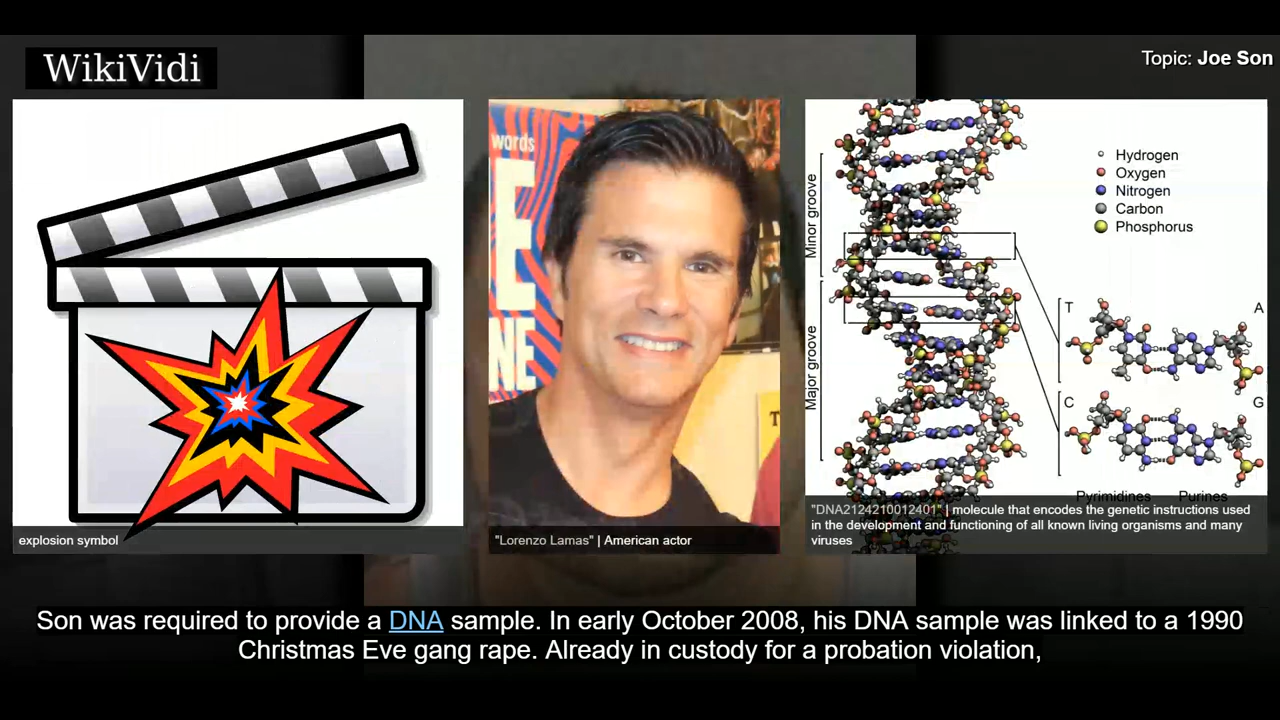 WikiVidi
Topic: Joe Son
words
E
E
NE
T
Minor groove
Major groove
Hydrogen
Oxygen
Nitrogen
Carbon
Phosphorus
T
A
C
G
Pyrimidines
Purines
explosion symbol
"Lorenzo Lamas" | American actor
"DNA2124210012401" | molecule that encodes the genetic instructions used
in the development and functioning of all known living organisms and many
viruses
Son was required to provide a DNA sample. In early October 2008, his DNA sample was linked to a 1990
Christmas Eve gang rape. Already in custody for a probation violation,